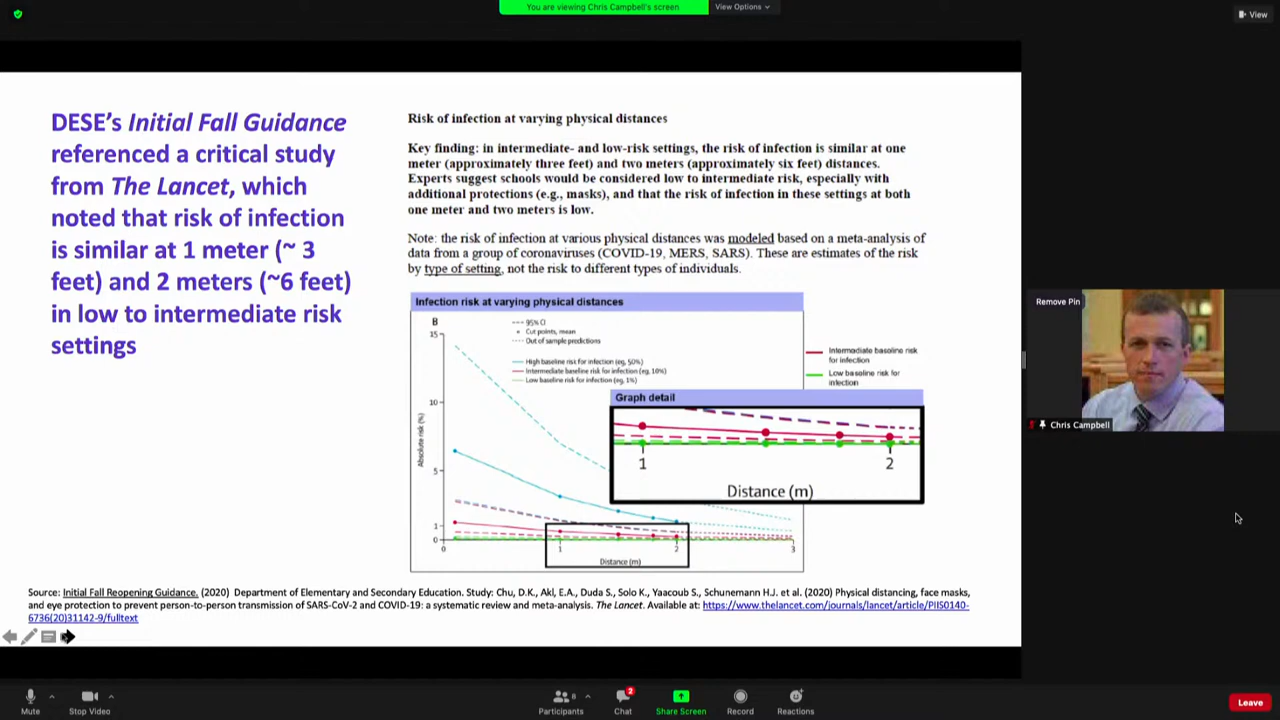 You are viewing Chris Campbell's screen
View Options
View
DESE's Initial Fall Guidance
referenced a critical study
from The Lancet, which
noted that risk of infection
is similar at 1 meter (~ 3
feet) and 2 meters (~6 feet)
in low to intermediate risk
settings
Risk of infection at varying physical distances
Key finding: in intermediate- and low-risk settings, the risk of infection is similar at one
meter (approximately three feet) and two meters (approximately six feet) distances.
Experts suggest schools would be considered low to intermediate risk, especially with
additional protections (e.g., masks), and that the risk of infection in these settings at both
one meter and two meters is low.
Note: the risk of infection at various physical distances was modeled based on a meta-analysis of
data from a group of coronaviruses (COVID-19, MERS, SARS). These are estimates of the risk
by type of setting, not the risk to different types of individuals.
Infection risk at varying physical distances
B
15
10
5
1
0
Absolute risk (%)
95% CI
Cut points, mean
Out of sample predictions
High baseline risk for infection (eg, 50%)
Intermediate baseline risk for infection (eg, 10%)
Low baseline risk for infection (eg, 1%)
Intermediate baseline risk
for infection
Low baseline risk for
infection
Graph detail
1
2
Distance (m)
0
1
2
3
Distance (m)
Source: Initial Fall Reopening Guidance. (2020) Department of Elementary and Secondary Education. Study: Chu, D.K., Akl, E.A., Duda S., Solo K., Yaacoub S., Schunemann H.J. et al. (2020) Physical distancing, face masks,
and eye protection to prevent person-to-person transmission of SARS-CoV-2 and COVID-19: a systematic review and meta-analysis. The Lancet. Available at: https://www.thelancet.com/journals/lancet/article/PIIS0140-
6736(20)31142-9/fulltext
Remove Pin
Chris Campbell
Mute
Stop Video
Participants
8
Chat
2
Share Screen
Record
Reactions
Leave